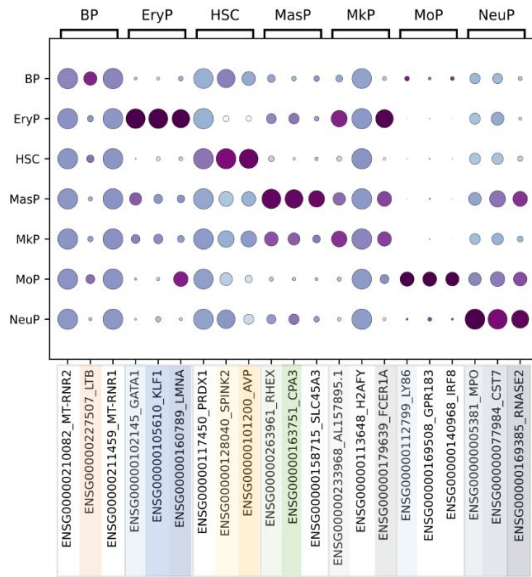 BP EryP HSC MasP MkP MoP NeuP
BP
EryP
HSC
MasP
MkP
MoP
NeuP
ENSG00000210082_MT-RNR2
ENSG00000227507_LTB
ENSG00000211459_MT-RNR1
ENSG00000102145_GATA1
ENSG00000105610_KLF1
ENSG00000160789_LMNA
ENSG00000117450_PRDX1
ENSG00000128040_SPINK2
ENSG00000101200_AVP
ENSG00000263961_RHEX
ENSG00000163751_CPA3
ENSG00000158715_SLC45A3
ENSG00000233968_AL157895.1
ENSG00000113648_H2AFY
ENSG00000179639_FCER1A
ENSG00000112799_LY86
ENSG00000169508_GPR183
ENSG00000140968_IRF8
ENSG00000005381_MPO
ENSG00000077984_CST7
ENSG00000169385_RNASE2